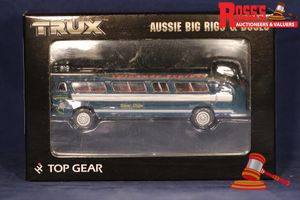 ROSS'S
AUCTIONEERS & VALUERS
TRUX
AUSSIE BIG RIGS & BUSES
TOP GEAR